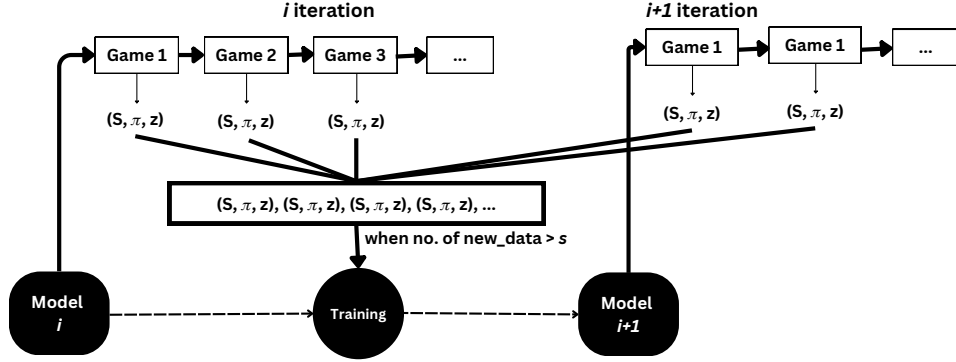 i iteration
i+1 iteration
Game 1
Game 2
Game 3
...
Game 1
Game 1
...
(S, π, z)
(S, π, z)
(S, π, z)
(S, π, z)
(S, π, z)
(S, π, z), (S, π, z), (S, π, z), (S, π, z), ...
when no. of new_data > s
Model
i
Training
Model
i+1